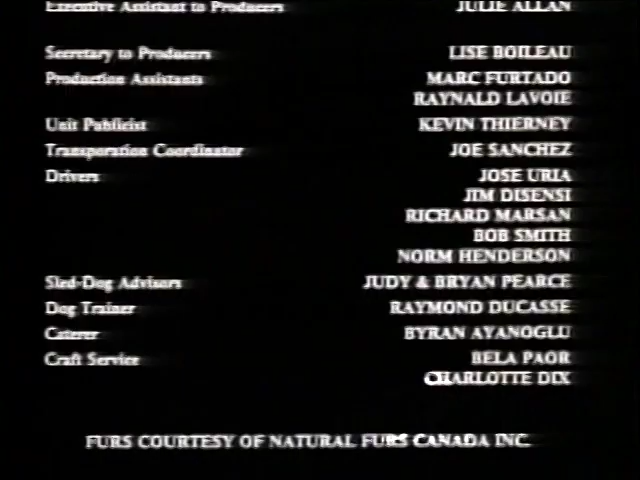 Executive Assistant to Producers JULIE ALLAN
Secretary to Producers LISE BOILEAU
Production Assistants MARC FURTADO
RAYNALD LAVOIE
Unit Publicist KEVIN THIERNEY
Transporation Coordinator JOE SANCHEZ
Drivers JOSE URIA
JIM DISENSI
RICHARD MARSAN
BOB SMITH
NORM HENDERSON
Sled-Dog Advisors JUDY & BRYAN PEARCE
Dog Trainer RAYMOND DUCASSE
Caterer BYRAN AYANOGLU
Craft Service BELA PAOR
CHARLOTTE DIX
FURS COURTESY OF NATURAL FURS CANADA INC.